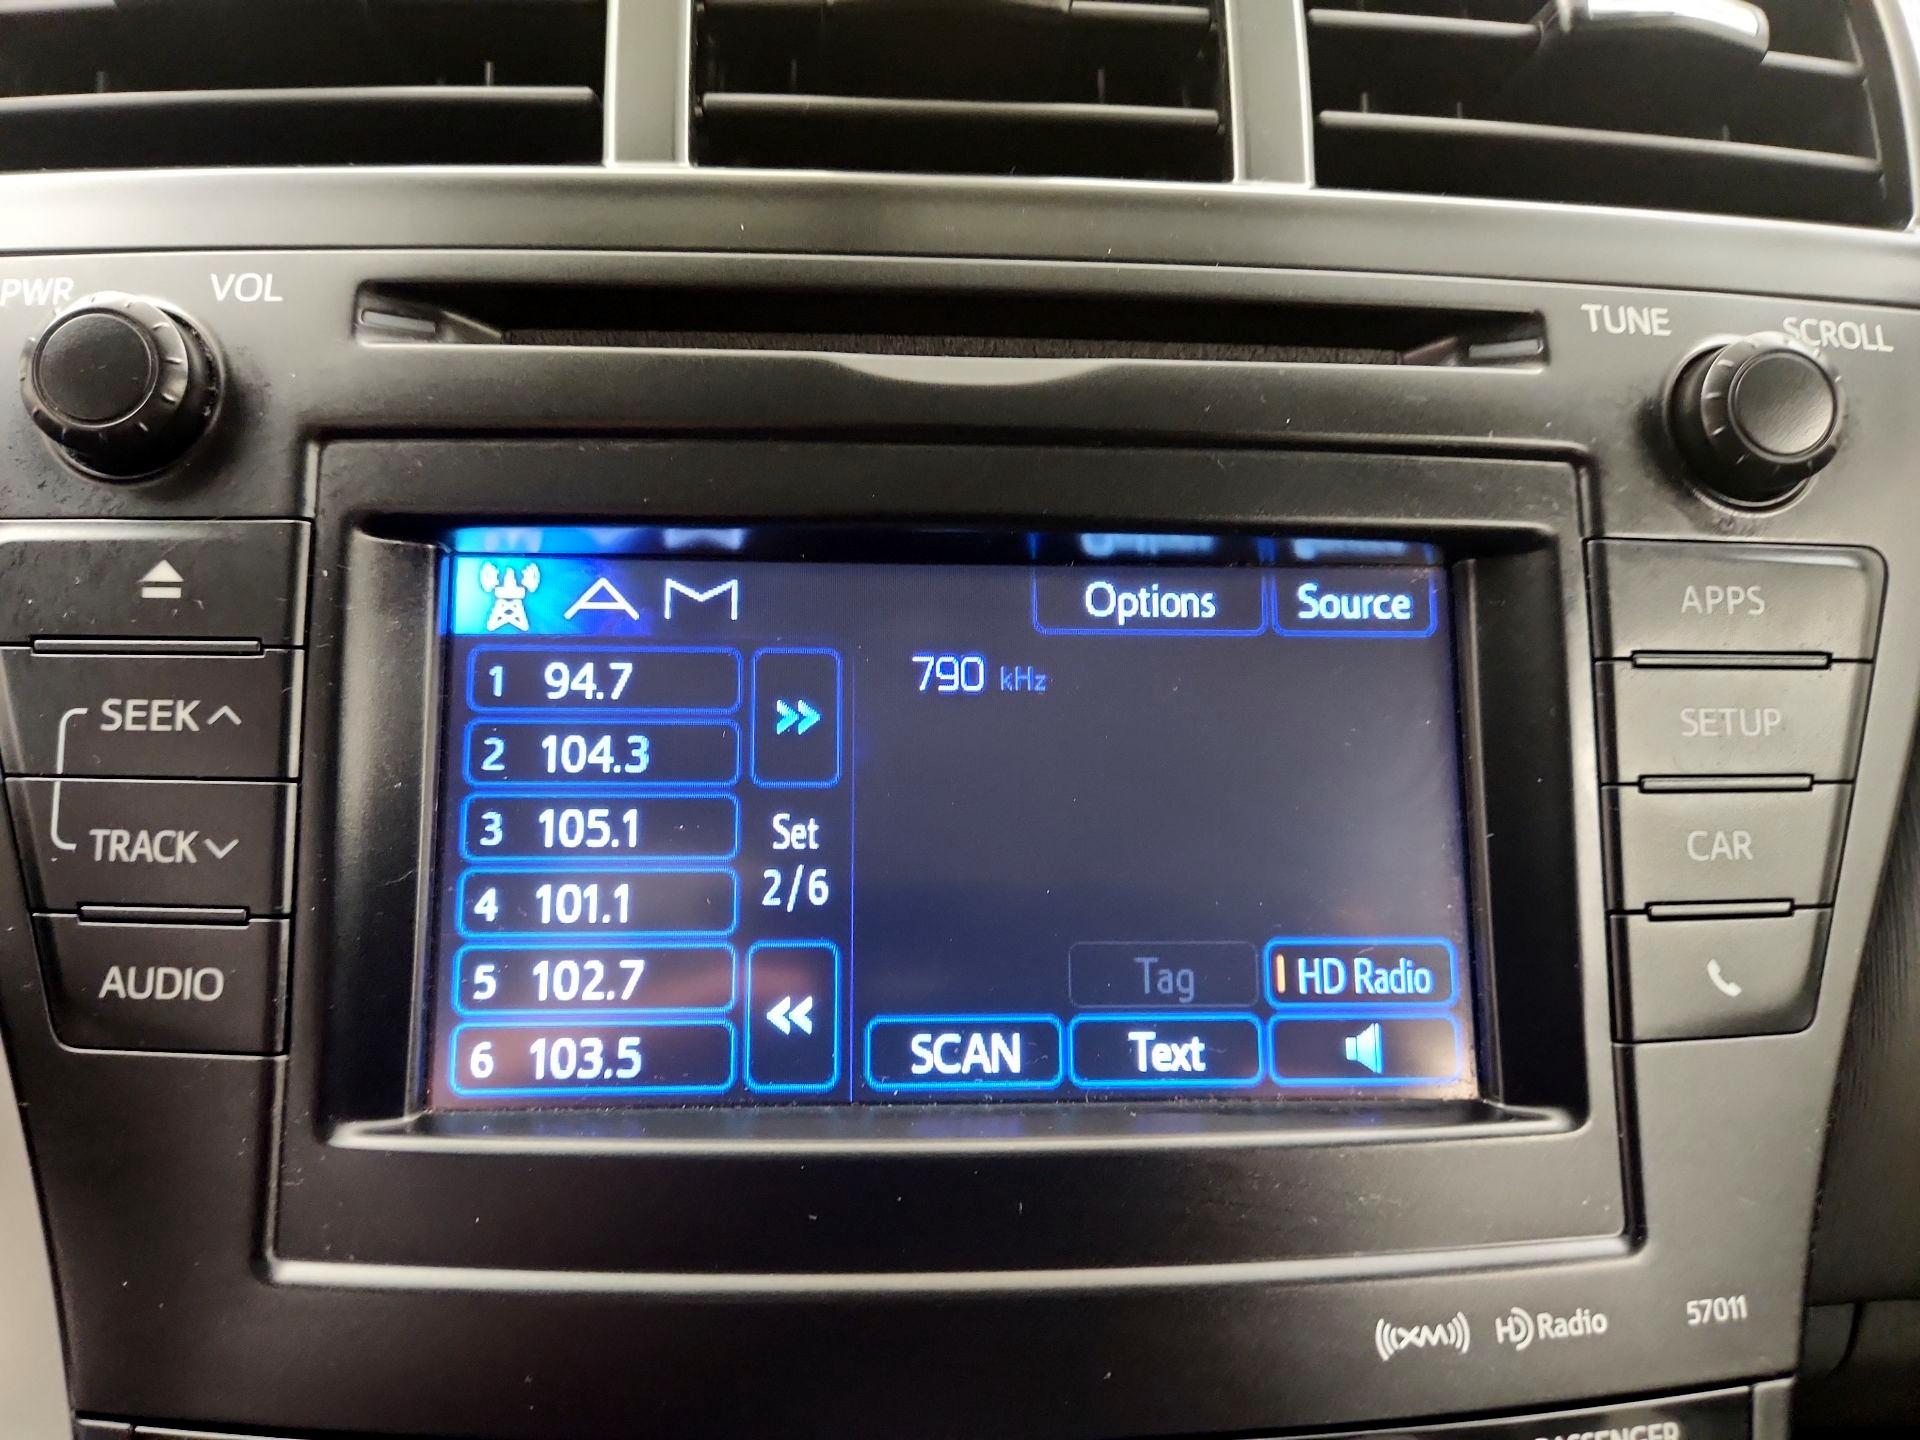 PWR VOL
TUNE SCROLL
AM Options Source
1 94.7
790 kHz
2 104.3
3 105.1
Set
2/6
4 101.1
5 102.7
6 103.5
Tag HD Radio
SCAN Text
SEEK
TRACK
AUDIO
APPS
SETUP
CAR
((XM)) HD Radio 57011
PASSENGER